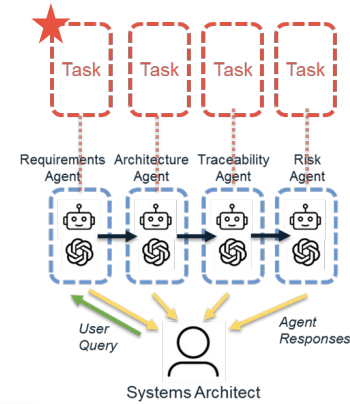 Task Task Task Task
Requirements Architecture Traceability Risk
Agent Agent Agent Agent
User
Query
Agent
Responses
Systems Architect